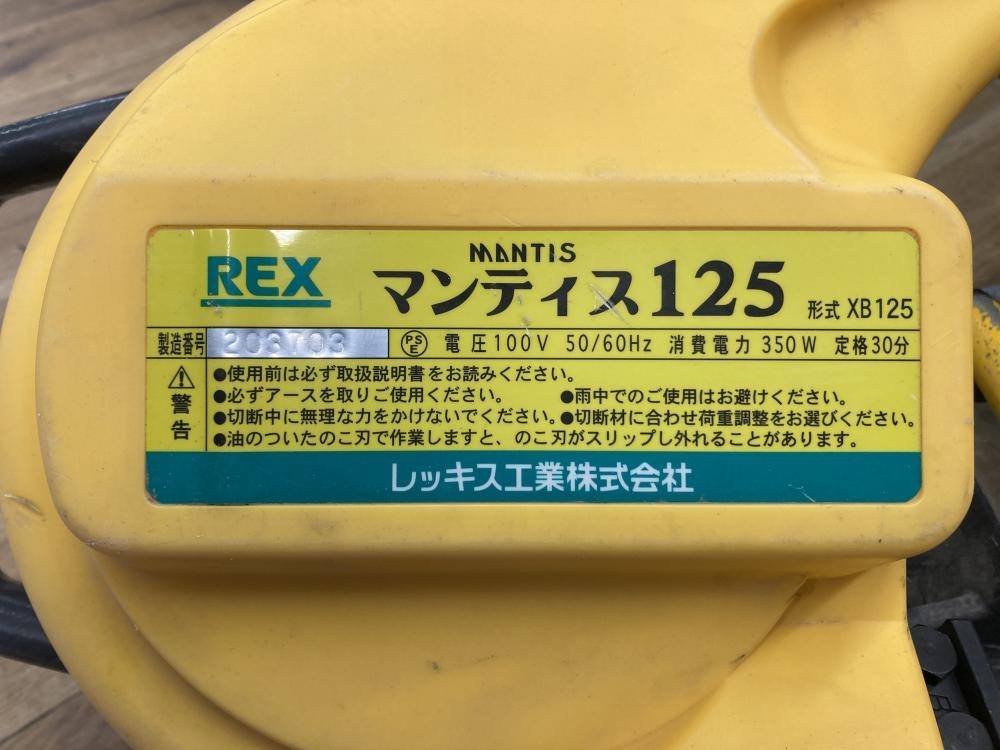 REX
MANTIS
マンティス125 形式 XB125
製造番号 203703 PSE 電圧100V 50/60Hz 消費電力 350W 定格30分
警告
●使用前は必ず取扱説明書をお読みください。
●必ずアースを取りご使用ください。 ●雨中でのご使用はお避けください。
●切断中に無理な力をかけないでください。●切断材に合わせ荷重調整をお選びください。
●油のついたのこ刃で作業しますと、のこ刃がスリップし外れることがあります。
レッキス工業株式会社